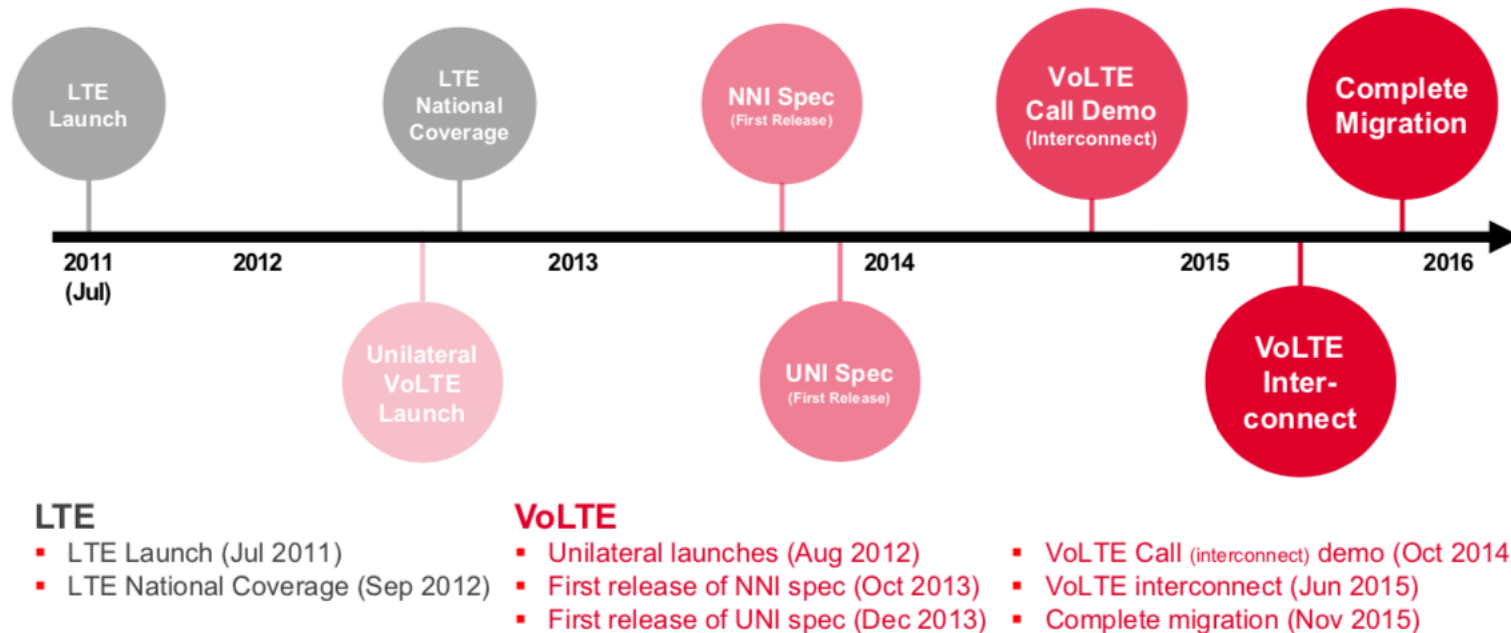 LTE
Launch
LTE
National
Coverage
NNI Spec
(First Release)
VoLTE
Call Demo
(Interconnect)
Complete
Migration
2011
(Jul)
2012
2013
2014
2015
2016
Unilateral
VoLTE
Launch
UNI Spec
(First Release)
VoLTE
Inter-
connect
LTE
▪ LTE Launch (Jul 2011)
▪ LTE National Coverage (Sep 2012)
VoLTE
▪ Unilateral launches (Aug 2012)
▪ First release of NNI spec (Oct 2013)
▪ First release of UNI spec (Dec 2013)
▪ VoLTE Call (interconnect) demo (Oct 2014
▪ VoLTE interconnect (Jun 2015)
▪ Complete migration (Nov 2015)